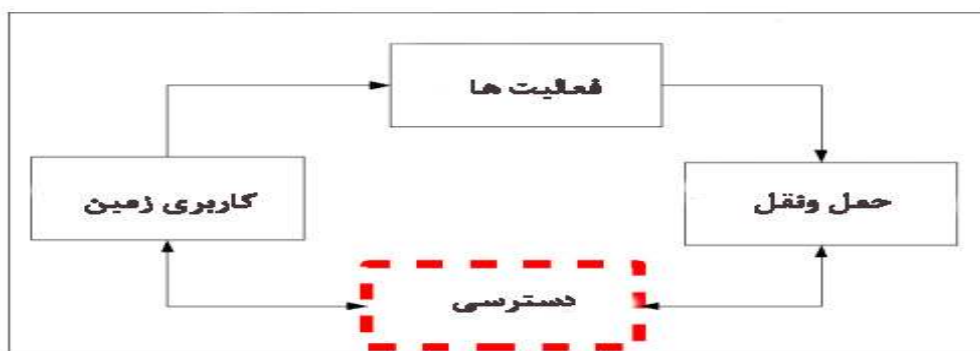 فعالیت ها
کاربری زمین
حمل ونقل
دسترسی